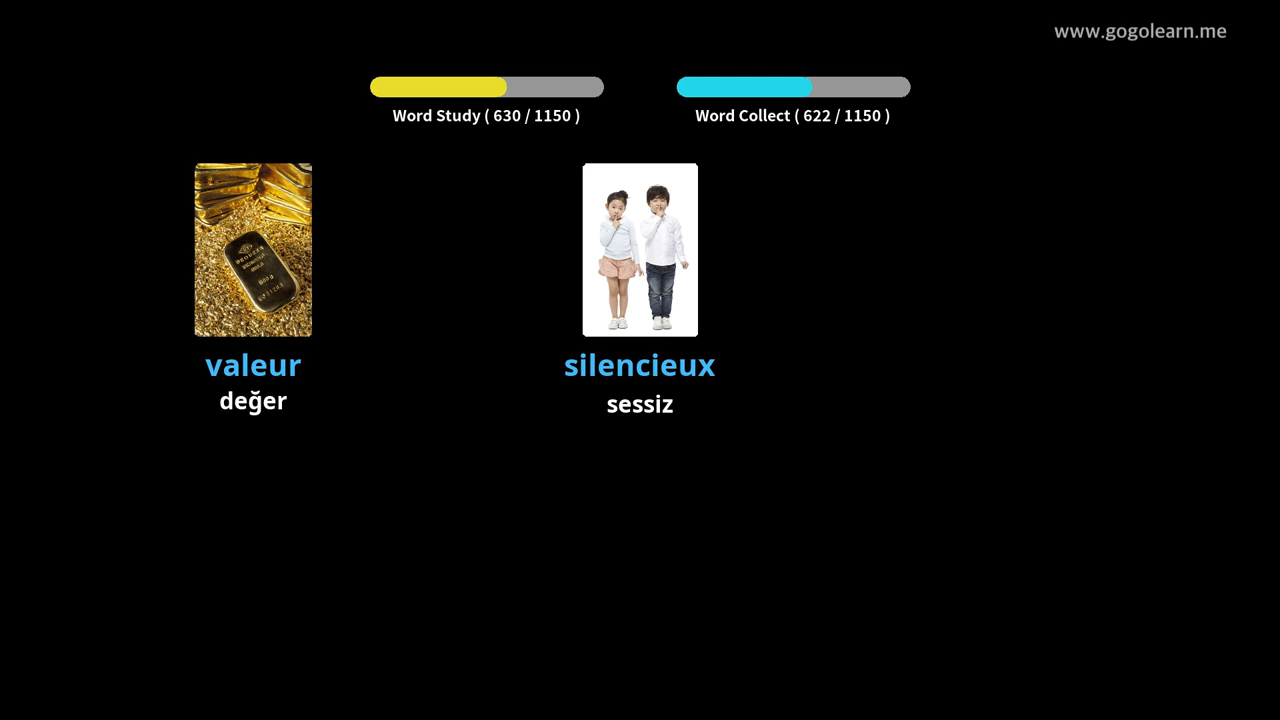 www.gogolearn.me
Word Study ( 630 / 1150 )
Word Collect ( 622 / 1150 )
valeur
değer
silencieux
sessiz